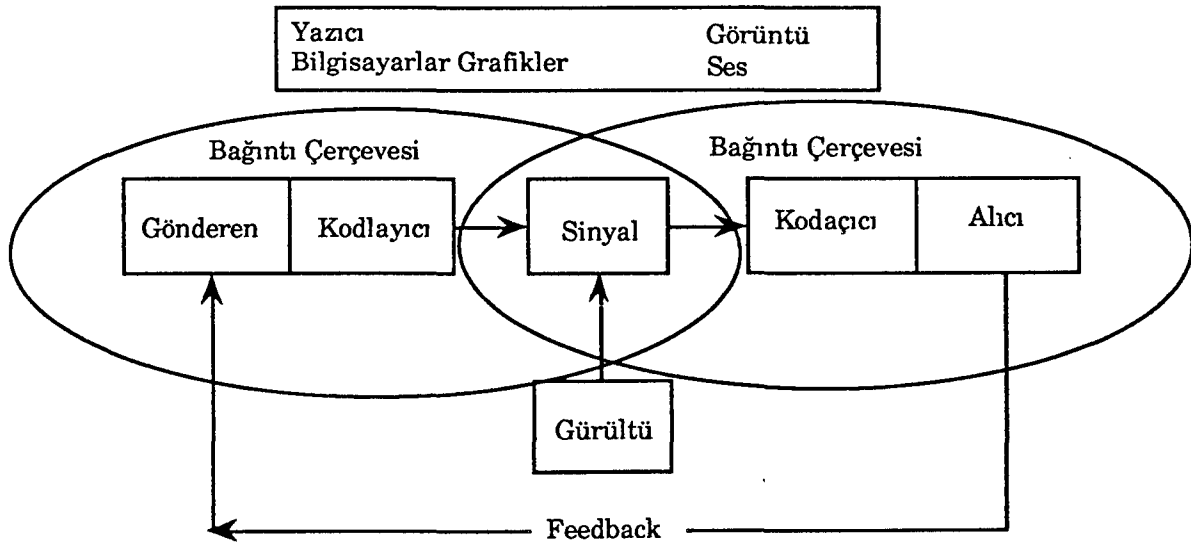 Yazıcı Görüntü
Bilgisayarlar Grafikler Ses
Bağıntı Çerçevesi Bağıntı Çerçevesi
Gönderen Kodlayıcı Sinyal Kodaçıcı Alıcı
Gürültü
Feedback